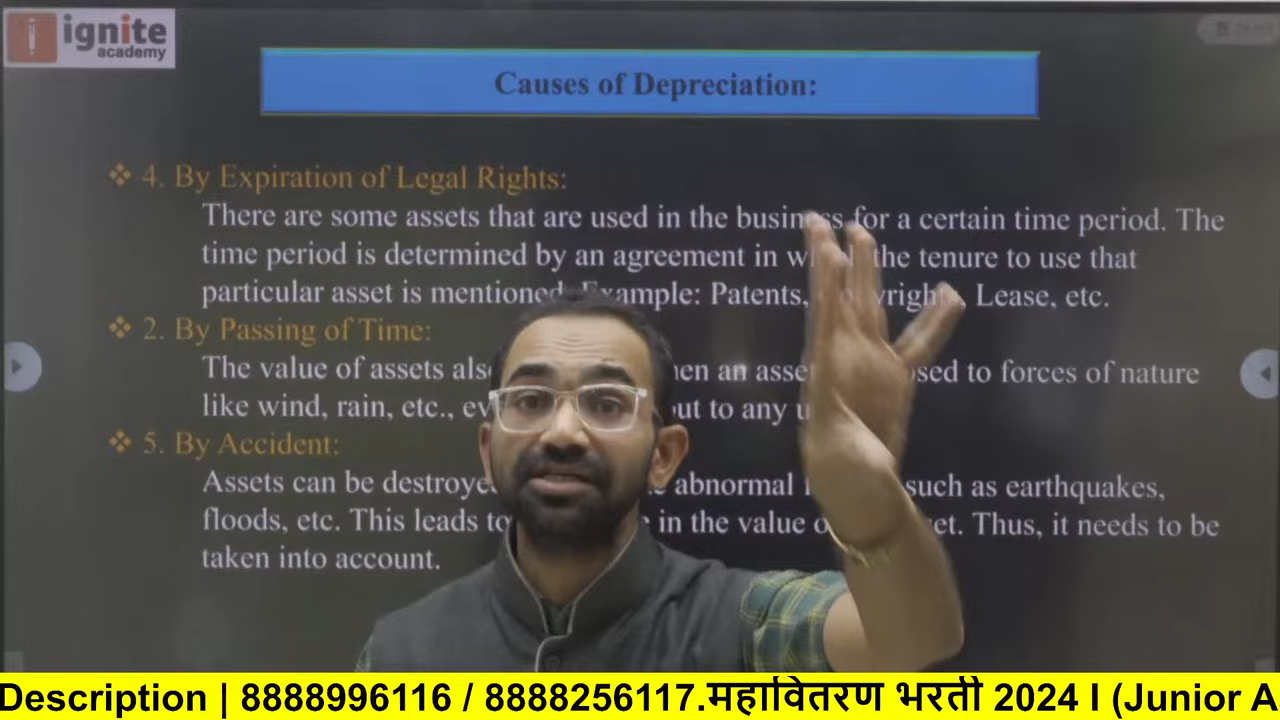 ignite
academy
Causes of Depreciation:
❖ 4. By Expiration of Legal Rights:
There are some assets that are used in the business for a certain time period. The
time period is determined by an agreement in the tenure to use that
particular asset is mentioned. Example: Patents, Lease, etc.
❖ 2. By Passing of Time:
The value of assets also an asset to forces of nature
like wind, rain, etc., to any
❖ 5. By Accident:
Assets can be destroyed abnormal such as earthquakes,
floods, etc. This leads to in the value Thus, it needs to be
taken into account.
Description | 8888996116 / 8888256117.महावितरण भरती 2024 I (Junior A